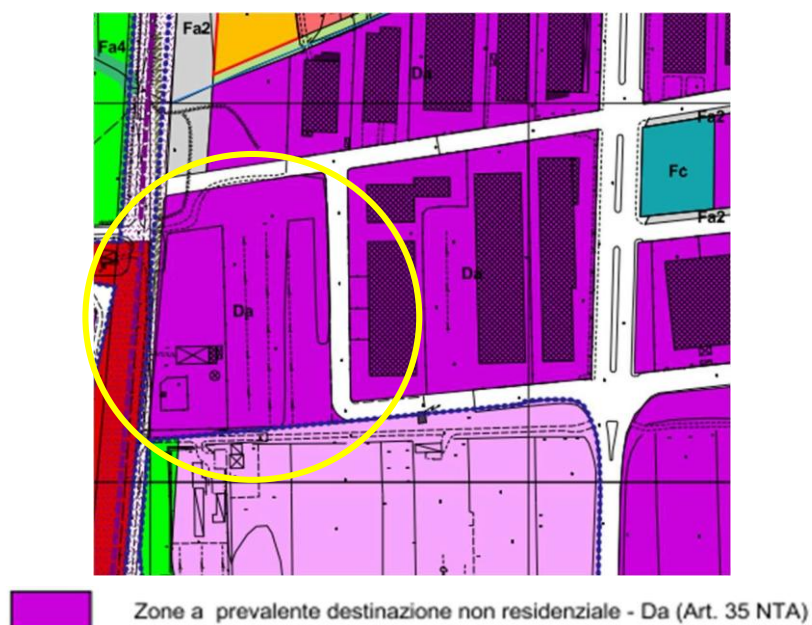 Fa2
Fa4
Da
Fa2
Fc
Fa2
Da
Da
Zone a prevalente destinazione non residenziale - Da (Art. 35 NTA)